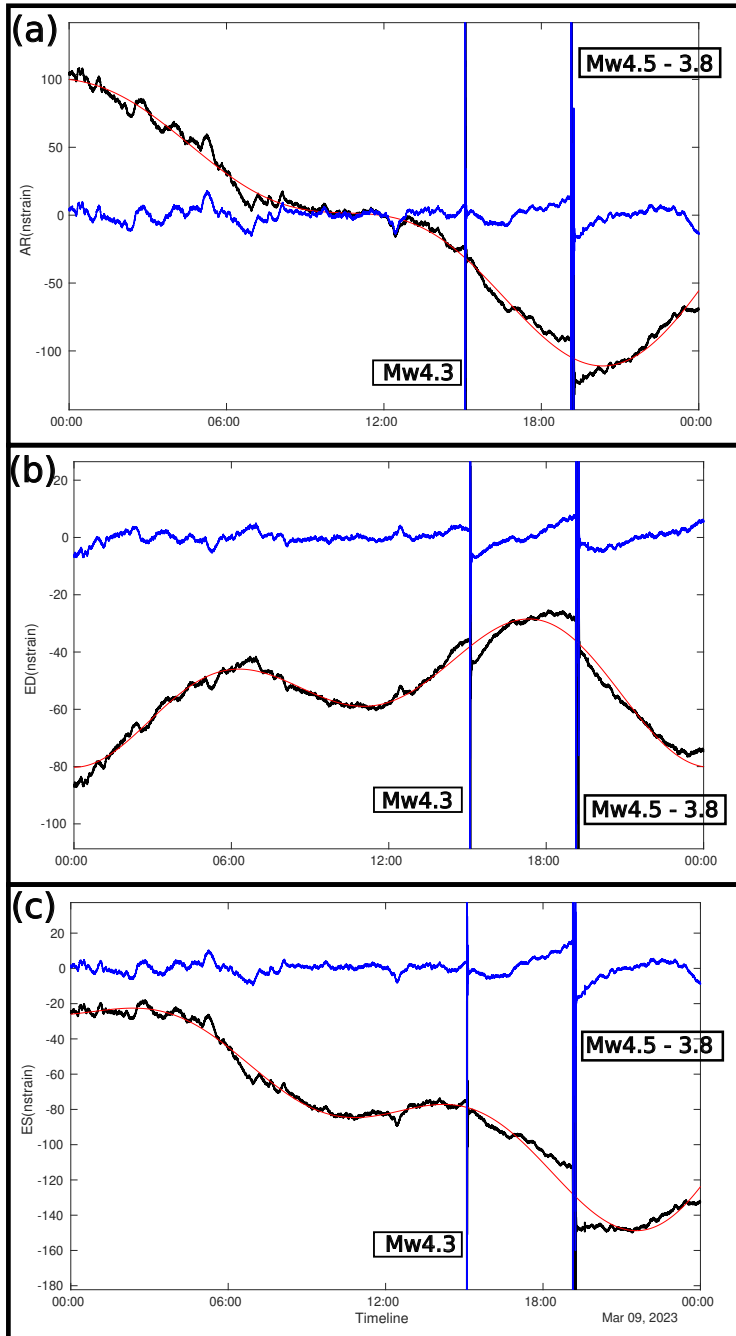 (a)
Mw4.5 - 3.8
100
50
0
-50
-100
AR(nstrain)
Mw4.3
00:00 06:00 12:00 18:00 00:00
(b)
20
0
-20
-40
-60
-80
-100
ED(nstrain)
Mw4.3
Mw4.5 - 3.8
00:00 06:00 12:00 18:00 00:00
(c)
20
0
-20
-40
-60
-80
-100
-120
-140
-160
-180
ES(nstrain)
Mw4.5 - 3.8
Mw4.3
00:00 06:00 12:00 18:00 00:00
Timeline
Mar 09, 2023